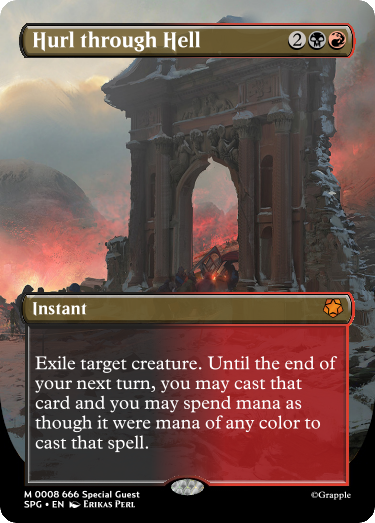 Hurl through Hell 2
Instant
Exile target creature. Until the end of
your next turn, you may cast that
card and you may spend mana as
though it were mana of any color to
cast that spell.
M 0008 666 Special Guest
SPG • EN Erikas Perl
©Grapple